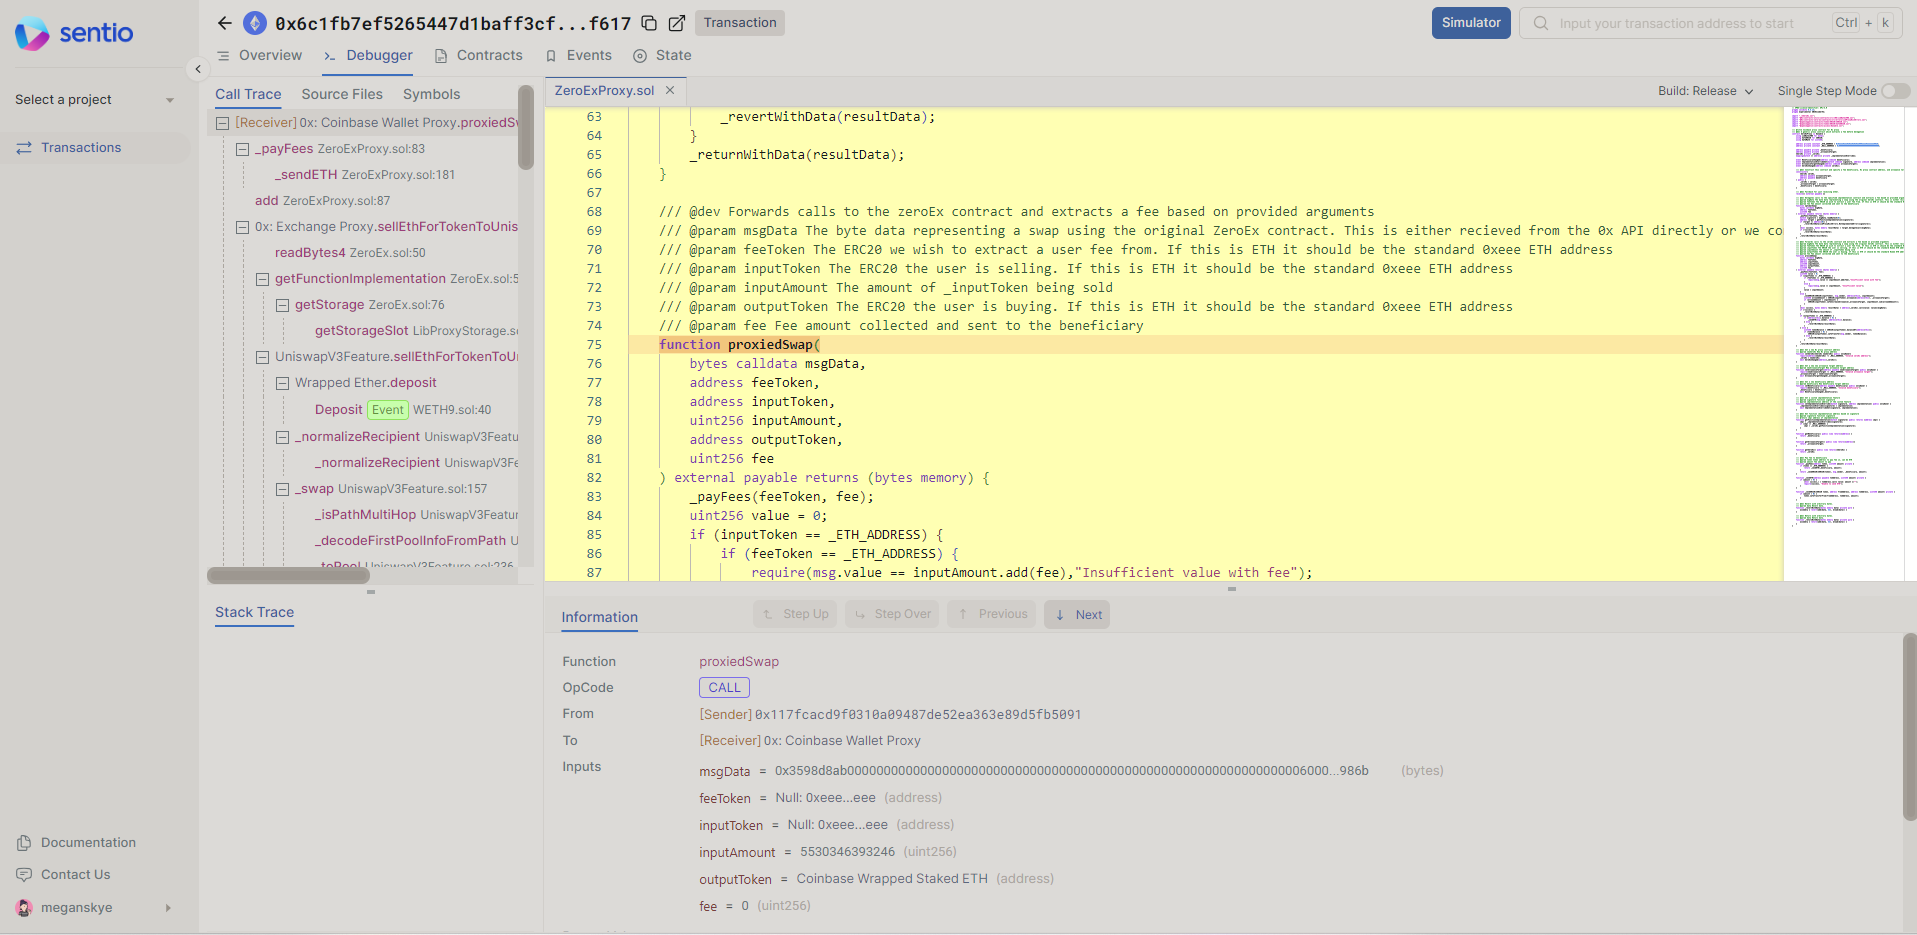 sentio
0x6c1fb7ef5265447d1baff3cf...f617
Transaction
Simulator
Input your transaction address to start
Ctrl + k
Overview
Debugger
Contracts
Events
State
Select a project
Transactions
Call Trace
Source Files
Symbols
[Receiver] 0x: Coinbase Wallet Proxy.proxiedSw
_payFees ZeroExProxy.sol:83
_sendETH ZeroExProxy.sol:181
add ZeroExProxy.sol:87
0x: Exchange Proxy.sellEthForTokenToUnis
readBytes4 ZeroEx.sol:50
getFunctionImplementation ZeroEx.sol:5
getStorage ZeroEx.sol:76
getStorageSlot LibProxyStorage.so
UniswapV3Feature.sellEthForTokenToUn
Wrapped Ether.deposit
Deposit Event WETH9.sol:40
_normalizeRecipient UniswapV3Featu
_normalizeRecipient UniswapV3Fe
_swap UniswapV3Feature.sol:157
_isPathMultiHop UniswapV3Featur
_decodeFirstPoolInfoFromPath U
_toPool UniswapV3Feature.sol:236
ZeroExProxy.sol
Build: Release
Single Step Mode
63 _revertWithData(resultData);
64 }
65 _returnWithData(resultData);
66 }
67
68 /// @dev Forwards calls to the zeroEx contract and extracts a fee based on provided arguments
69 /// @param msgData The byte data representing a swap using the original ZeroEx contract. This is either recieved from the 0x API directly or we co
70 /// @param feeToken The ERC20 we wish to extract a user fee from. If this is ETH it should be the standard 0xeee ETH address
71 /// @param inputToken The ERC20 the user is selling. If this is ETH it should be the standard 0xeee ETH address
72 /// @param inputAmount The amount of _inputToken being sold
73 /// @param outputToken The ERC20 the user is buying. If this is ETH it should be the standard 0xeee ETH address
74 /// @param fee Fee amount collected and sent to the beneficiary
75 function proxiedSwap(
76 bytes calldata msgData,
77 address feeToken,
78 address inputToken,
79 uint256 inputAmount,
80 address outputToken,
81 uint256 fee
82 ) external payable returns (bytes memory) {
83 _payFees(feeToken, fee);
84 uint256 value = 0;
85 if (inputToken == _ETH_ADDRESS) {
86 if (feeToken == _ETH_ADDRESS) {
87 require(msg.value == inputAmount.add(fee),"Insufficient value with fee");
Stack Trace
Information
Step Up
Step Over
Previous
Next
Function proxiedSwap
OpCode CALL
From [Sender] 0x117fcacd9f0310a09487de52ea363e89d5fb5091
To [Receiver] 0x: Coinbase Wallet Proxy
Inputs
feeToken = Null: 0xeee...eee (address)
inputToken = Null: 0xeee...eee (address)
inputAmount = 5530346393246 (uint256)
outputToken = Coinbase Wrapped Staked ETH (address)
fee = 0 (uint256)
Documentation
Contact Us
meganskye